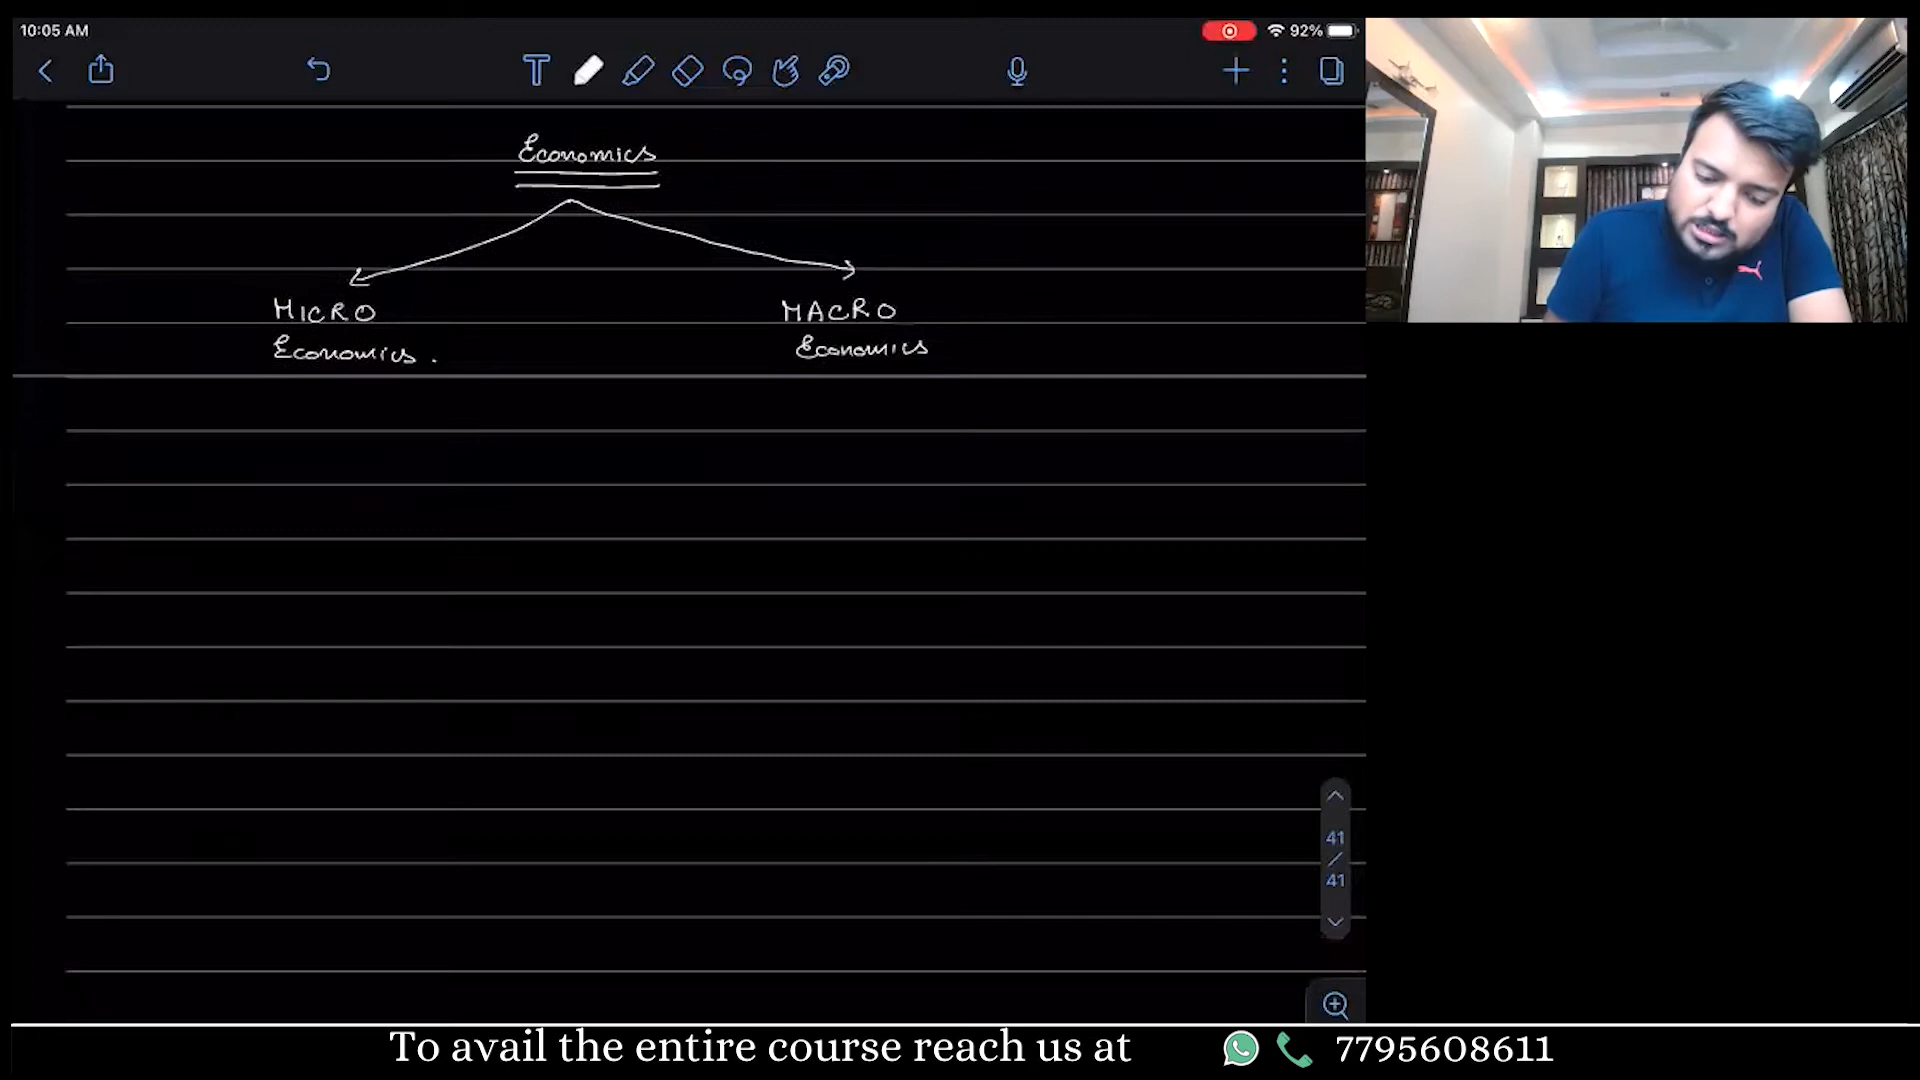 10:05 AM
92%
Economics
MICRO
Economics.
MACRO
Economics
41
/
41
To avail the entire course reach us at 7795608611